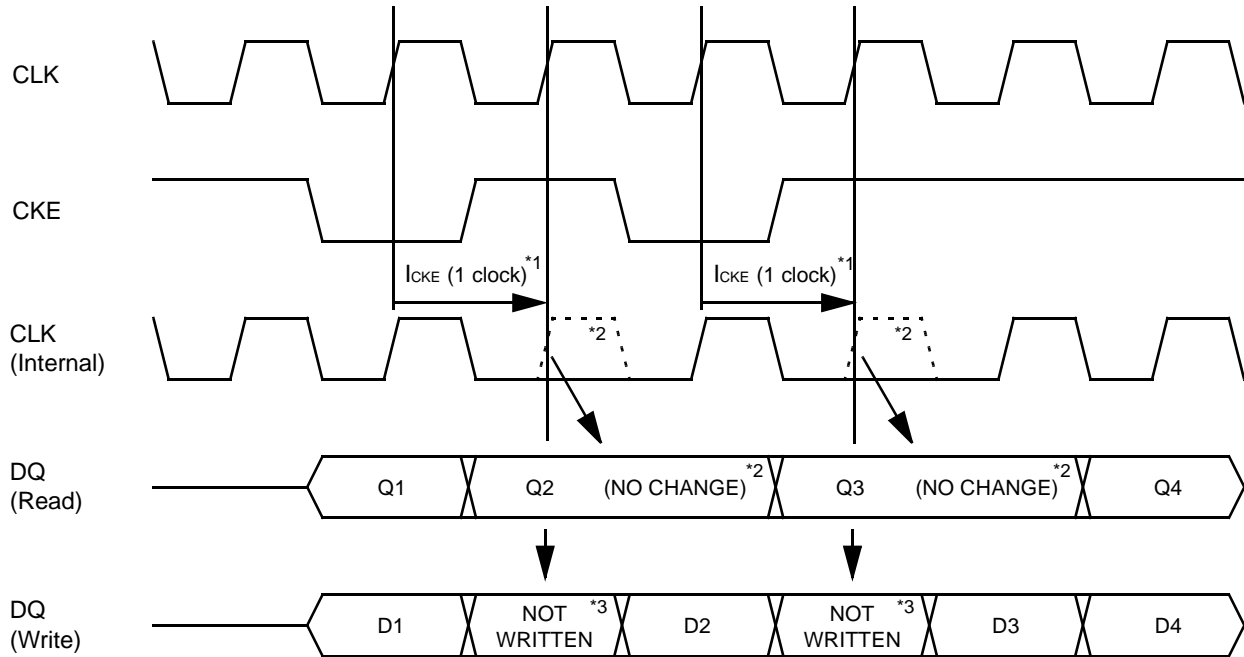 CLK
CKE
ICKE (1 clock)*1
ICKE (1 clock)*1
CLK
(Internal)
*2
*2
DQ
(Read)
Q1
Q2
(NO CHANGE)*2
Q3
(NO CHANGE)*2
Q4
DQ
(Write)
D1
NOT *3
WRITTEN
D2
NOT *3
WRITTEN
D3
D4